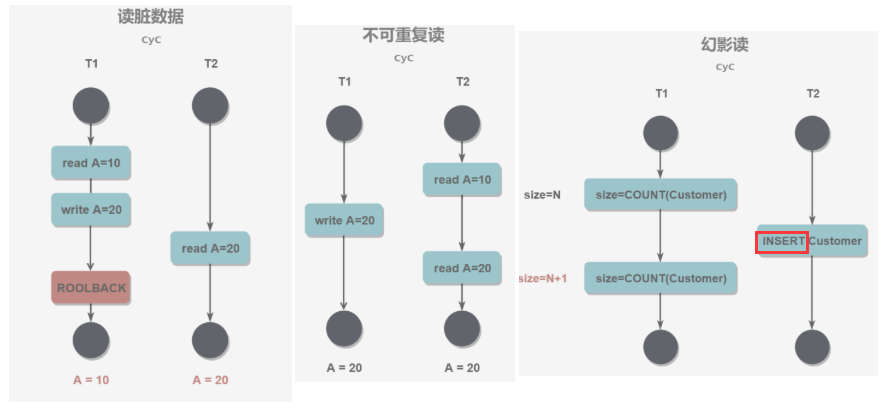 读脏数据
CyC
T1 T2
read A=10
write A=20
read A=20
ROOLBACK
A = 10 A = 20
不可重复读
CyC
T1 T2
read A=10
write A=20
read A=20
A = 20 A = 20
幻影读
CyC
T1 T2
size=N size=COUNT(Customer)
INSERT Customer
size=N+1 size=COUNT(Customer)